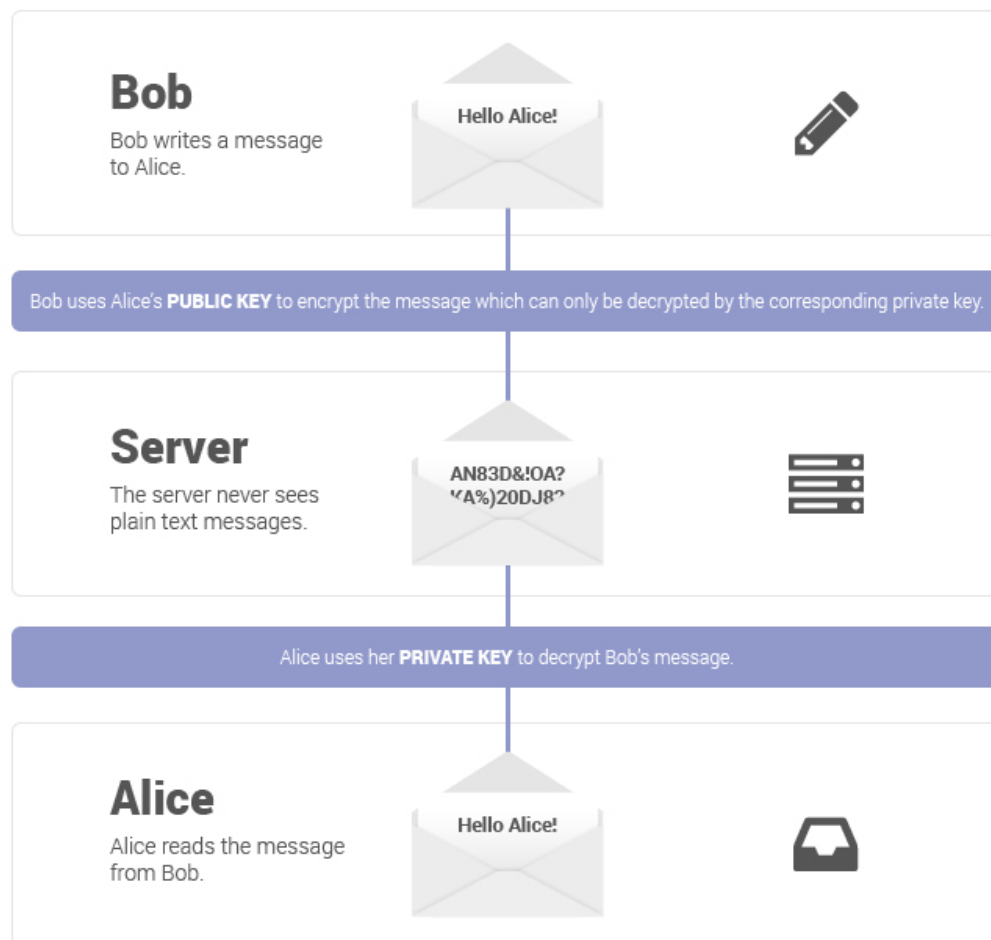 Bob
Bob writes a message
to Alice.
Hello Alice!
Bob uses Alice's PUBLIC KEY to encrypt the message which can only be decrypted by the corresponding private key.
Server
The server never sees
plain text messages.
AN83D&!OA?
Alice uses her PRIVATE KEY to decrypt Bob's message.
Alice
Alice reads the message
from Bob.
Hello Alice!